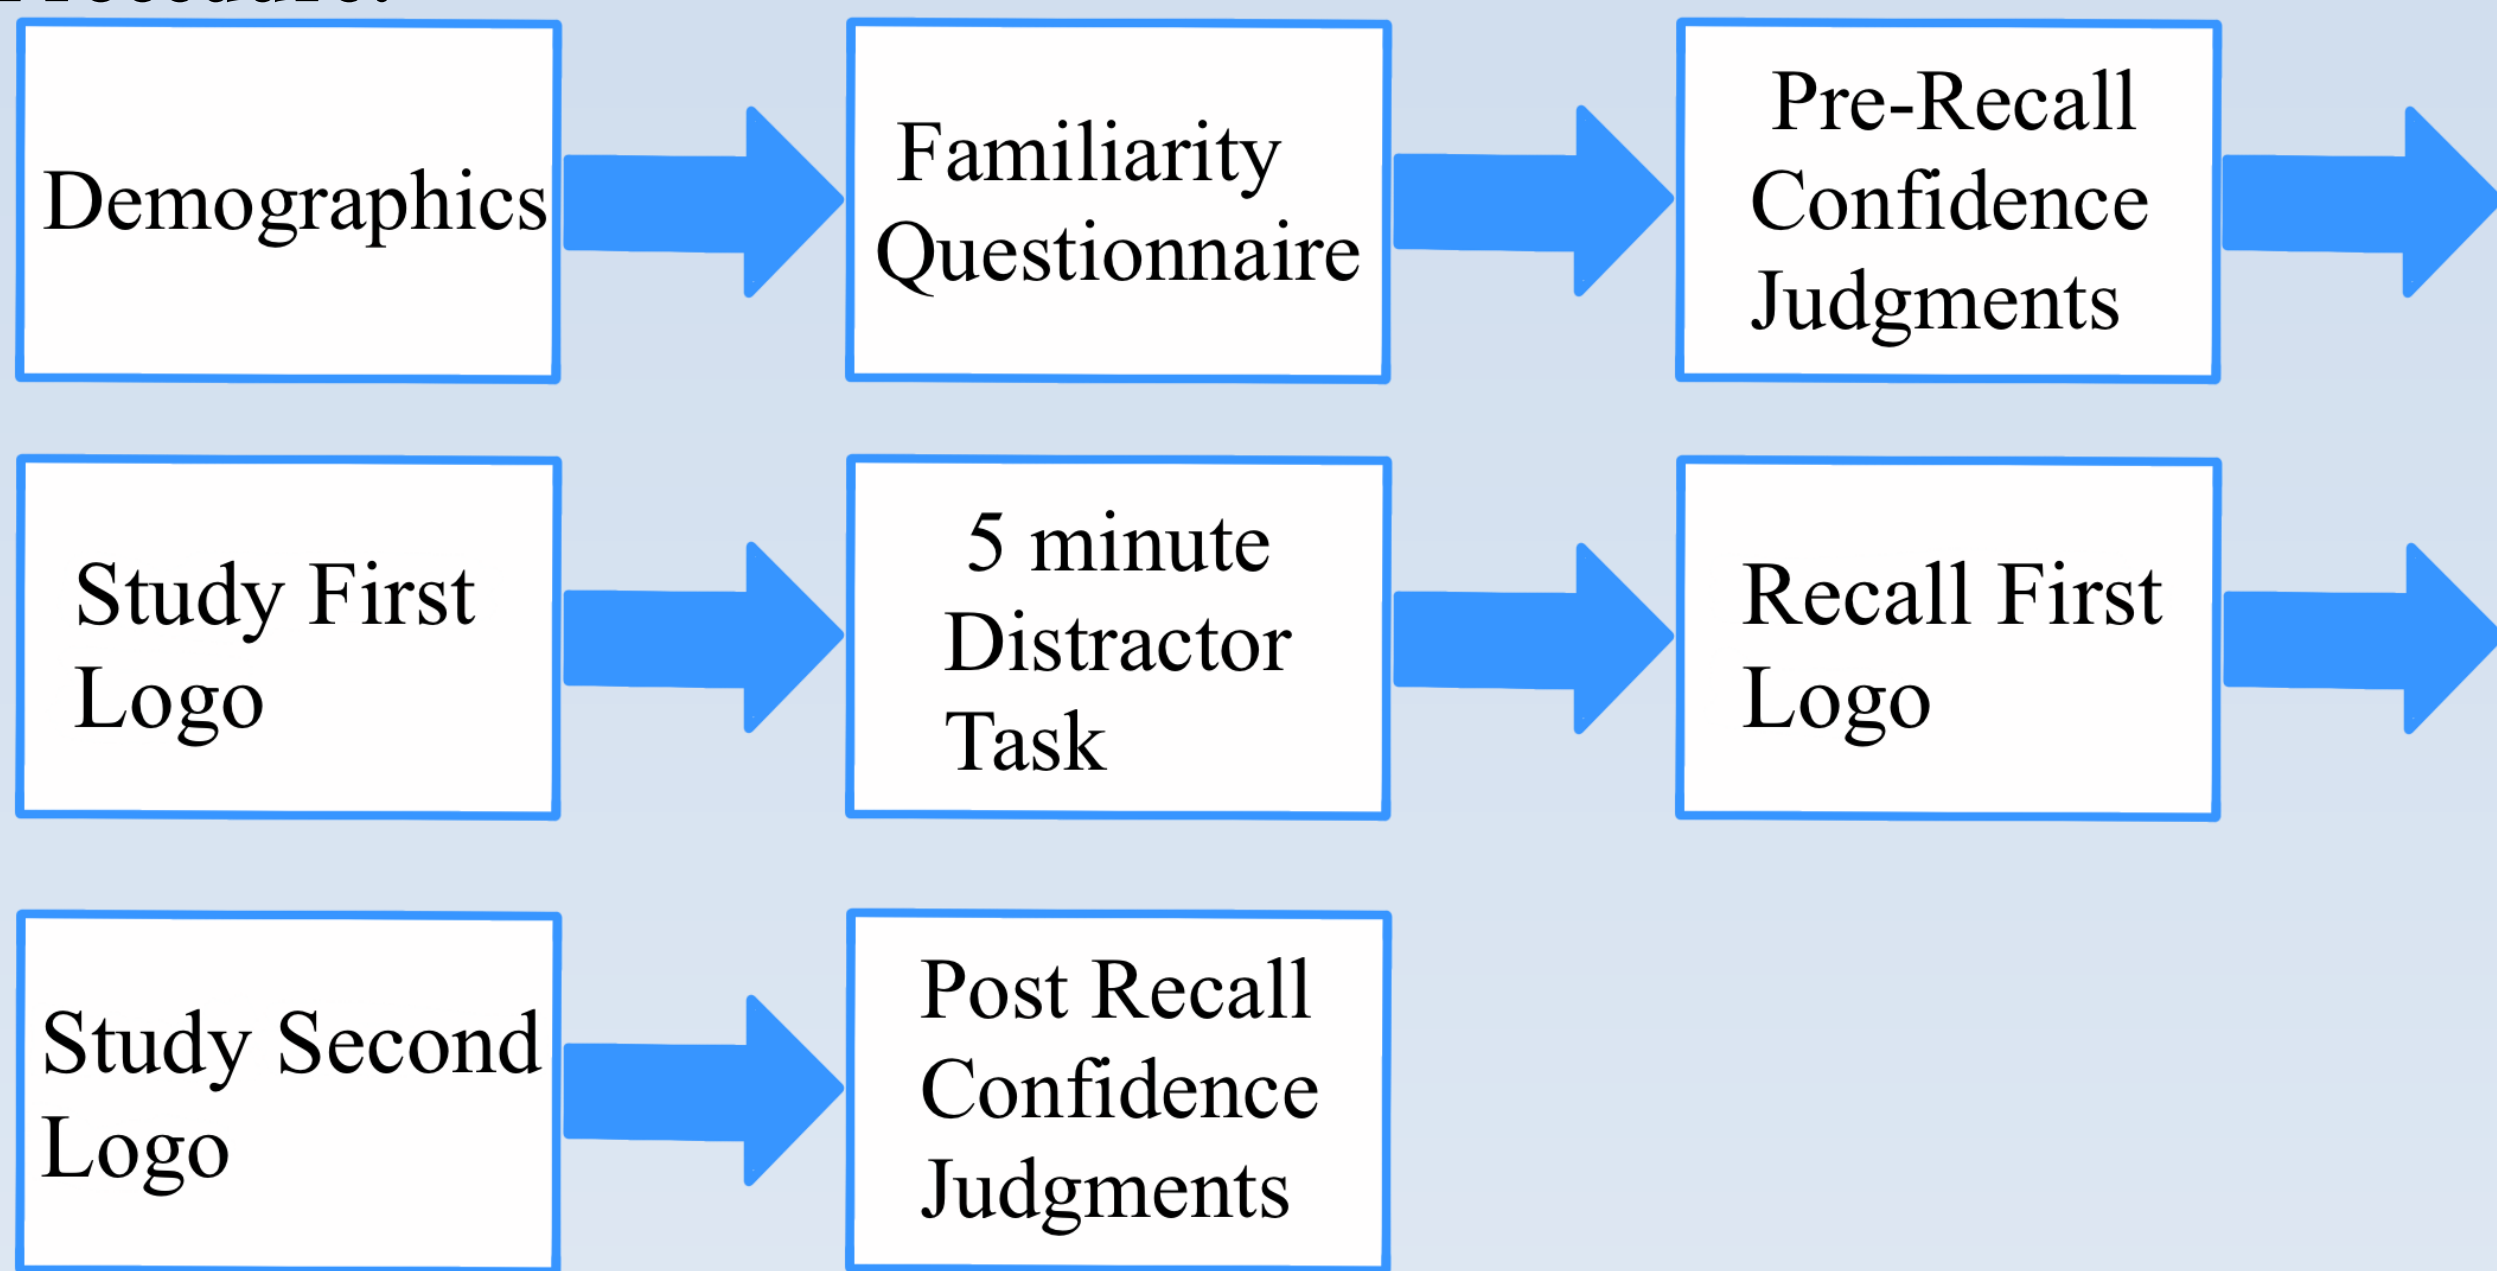 Demographics
Familiarity
Questionnaire
Pre-Recall
Confidence
Judgments
Study First
Logo
5 minute
Distractor
Task
Recall First
Logo
Study Second
Logo
Post Recall
Confidence
Judgments